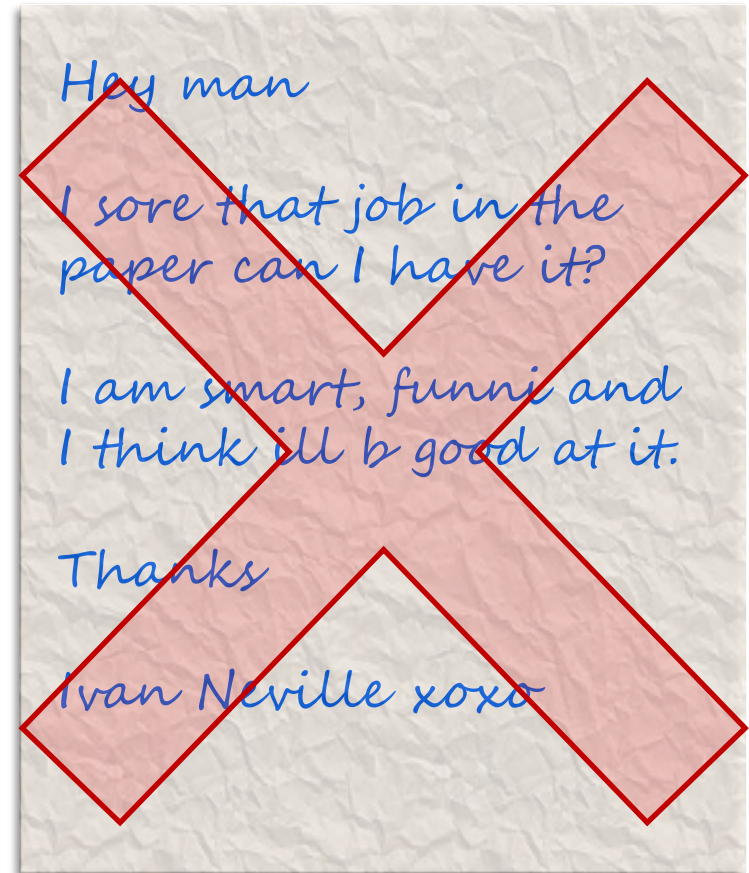 Hey man
I sore that job in the
paper can I have it?
I am smart, funni and
I think ill b good at it.
Thanks
Ivan Neville xoxo